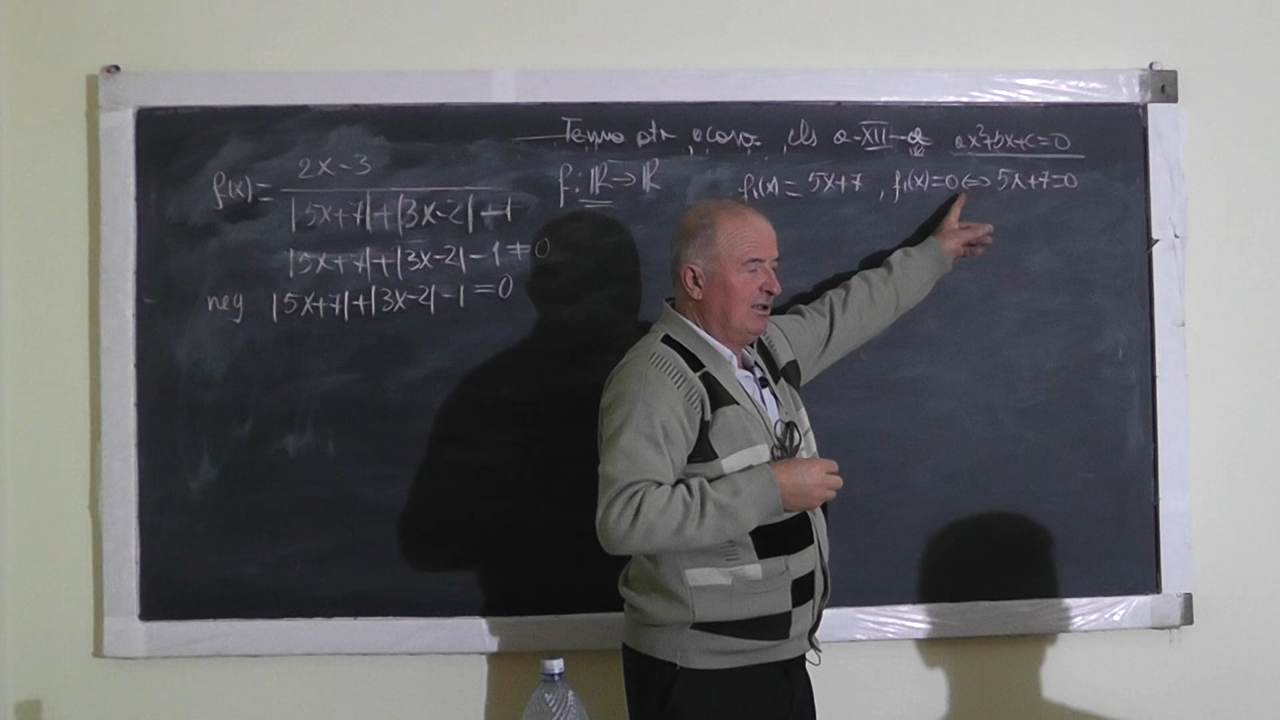 Tema ptr acasa cls a-XII-a ax²+bx+c=0
f(x)= 2x-3 / |5x+7|+|3x-2|+1 f:ℝ→ℝ f₁(x)= 5x+7, f₁(x)=0⇔5x+7=0
|5x+7|+|3x-2|-1≠0
neg |5x+7|+|3x-2|-1=0